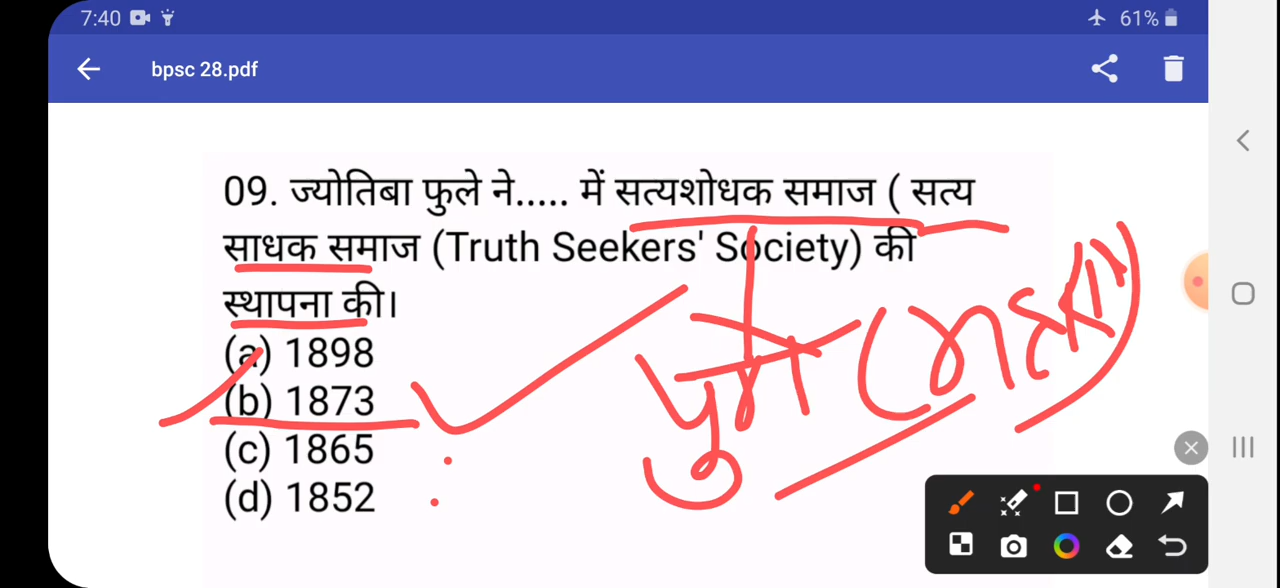 7:40
61%
bpsc 28.pdf
09. ज्योतिबा फुले ने..... में सत्यशोधक समाज ( सत्य
साधक समाज (Truth Seekers' Society) की
स्थापना की।
(a) 1898
(b) 1873
(c) 1865
(d) 1852